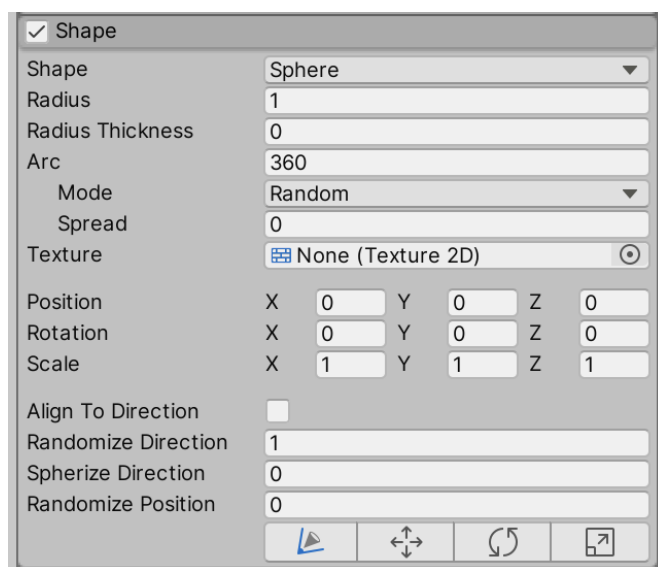 Shape
Shape Sphere
Radius 1
Radius Thickness 0
Arc 360
Mode Random
Spread 0
Texture None (Texture 2D)
Position X 0 Y 0 Z 0
Rotation X 0 Y 0 Z 0
Scale X 1 Y 1 Z 1
Align To Direction
Randomize Direction 1
Spherize Direction 0
Randomize Position 0